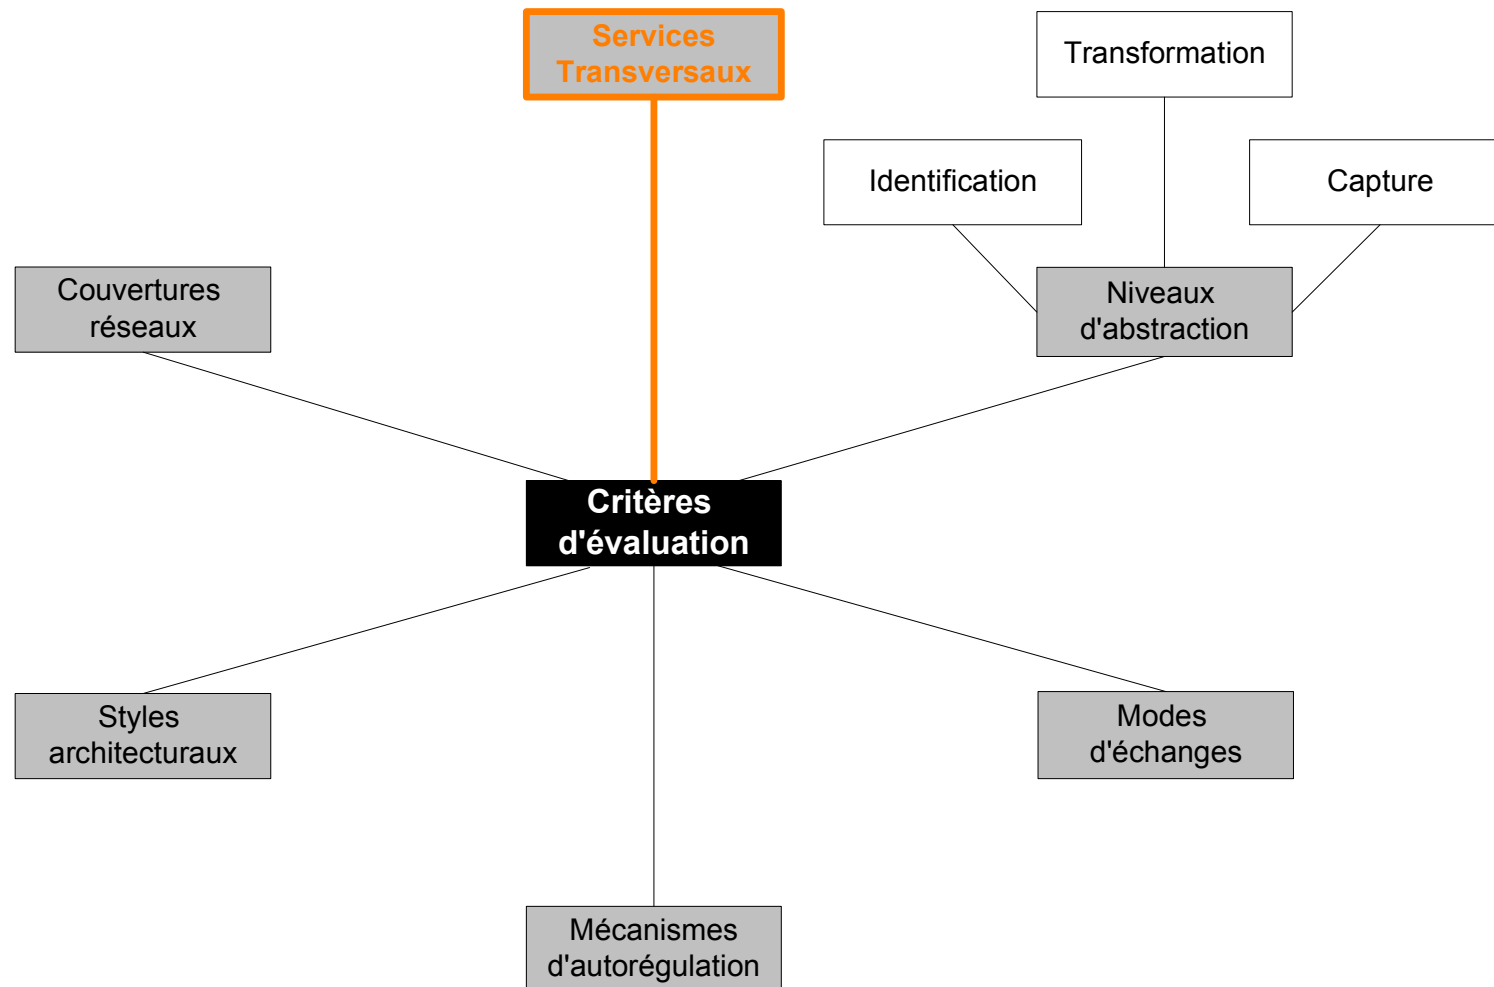 Services
Transversaux
Transformation
Identification
Capture
Couvertures
réseaux
Niveaux
d'abstraction
Critères
d'évaluation
Styles
architecturaux
Modes
d'échanges
Mécanismes
d'autorégulation